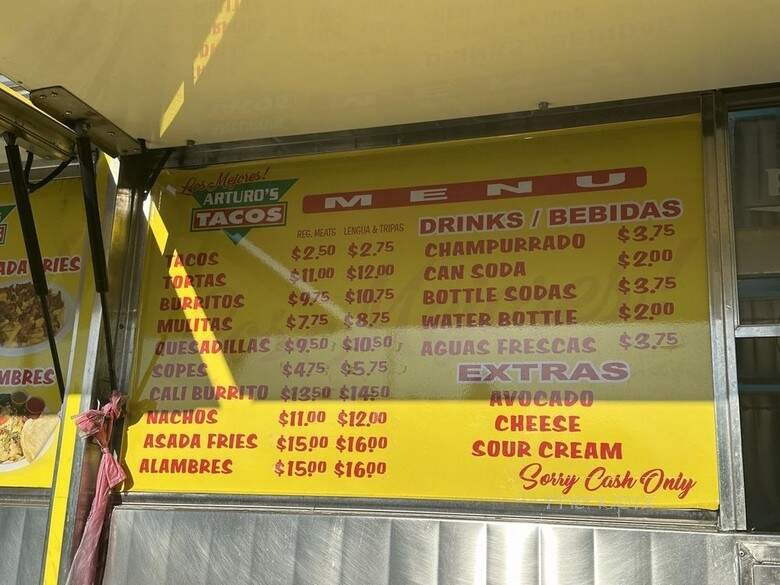 Los Mejores!
ARTURO'S
TACOS
MENU
REG. MEATS LENGUA & TRIPAS
TACOS $2.50 $2.75
TORTAS $11.00 $12.00
BURRITOS $9.75 $10.75
MULITAS $7.75 $8.75
QUESADILLAS $9.50 $10.50
SOPES $4.75 $5.75
CALI BURRITO $13.50 $14.50
NACHOS $11.00 $12.00
ASADA FRIES $15.00 $16.00
ALAMBRES $15.00 $16.00
DRINKS / BEBIDAS
CHAMPURRADO $3.75
CAN SODA $2.00
BOTTLE SODAS $3.75
WATER BOTTLE $2.00
AGUAS FRESCAS $3.75
EXTRAS
AVOCADO
CHEESE
SOUR CREAM
Sorry Cash Only
ADA FRIES
MBRES